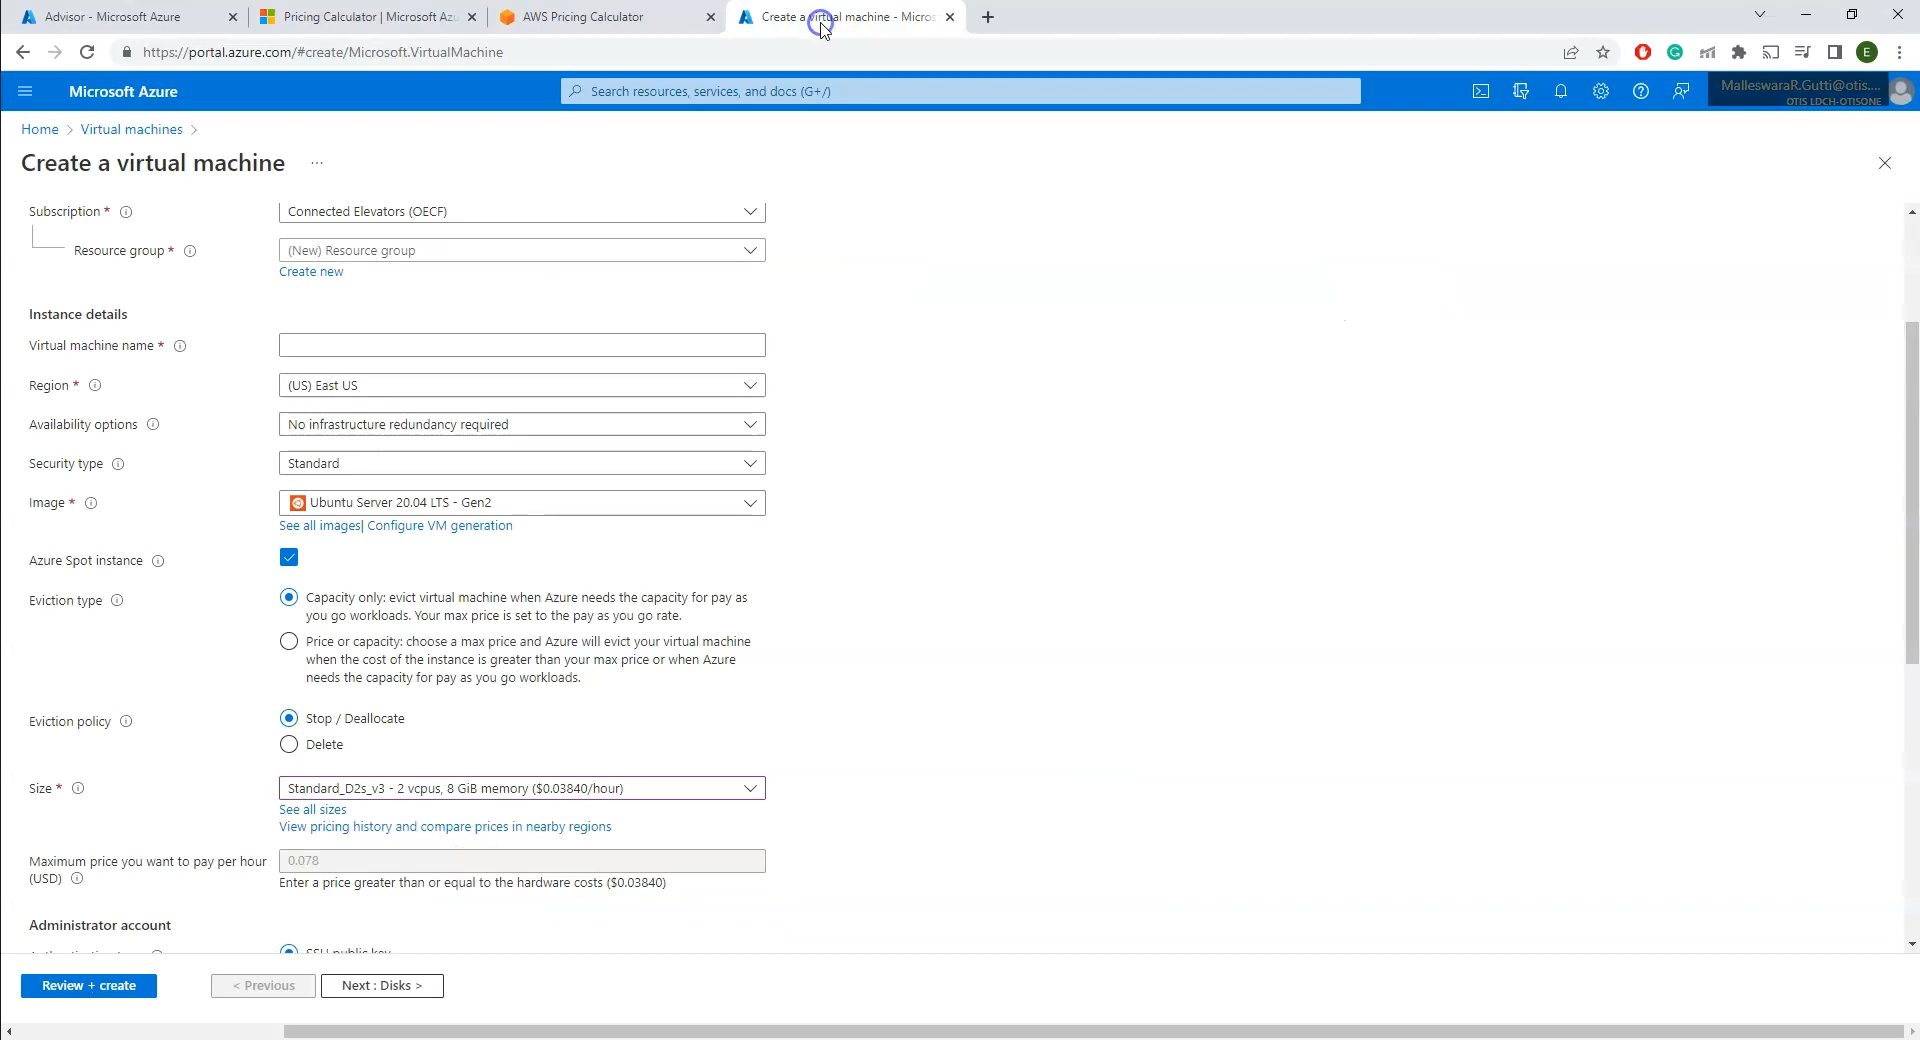 Advisor - Microsoft Azure
Pricing Calculator | Microsoft Azu
AWS Pricing Calculator
Create a virtual machine - Micros
https://portal.azure.com/#create/Microsoft.VirtualMachine
E
Microsoft Azure
Search resources, services, and docs (G+/)
MalleswaraR.Gutti@otis....
OTIS LDCH-OTISONE
Home > Virtual machines >
Create a virtual machine ...
Subscription *
Connected Elevators (OECF)
Resource group *
(New) Resource group
Create new
Instance details
Virtual machine name *
Region *
(US) East US
Availability options
No infrastructure redundancy required
Security type
Standard
Image *
Ubuntu Server 20.04 LTS - Gen2
See all images| Configure VM generation
Azure Spot instance
Eviction type
Capacity only: evict virtual machine when Azure needs the capacity for pay as
you go workloads. Your max price is set to the pay as you go rate.
Price or capacity: choose a max price and Azure will evict your virtual machine
when the cost of the instance is greater than your max price or when Azure
needs the capacity for pay as you go workloads.
Eviction policy
Stop / Deallocate
Delete
Size *
Standard_D2s_v3 - 2 vcpus, 8 GiB memory ($0.03840/hour)
See all sizes
View pricing history and compare prices in nearby regions
Maximum price you want to pay per hour
(USD)
0.078
Enter a price greater than or equal to the hardware costs ($0.03840)
Administrator account
SSH public key
Review + create
< Previous
Next : Disks >